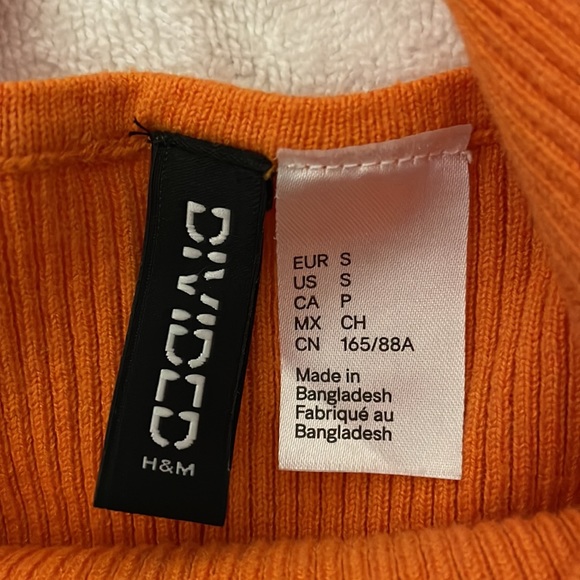 DIVIDED
H&M
EUR S
US S
CA P
MX CH
CN 165/88A
Made in
Bangladesh
Fabriqué au
Bangladesh